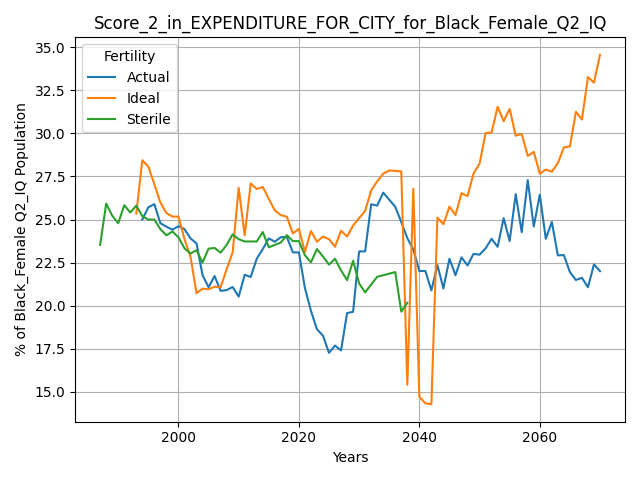 Score_2_in_EXPENDITURE_FOR_CITY_for_Black_Female_Q2_IQ
Fertility
Actual
Ideal
Sterile
% of Black_Female Q2_IQ Population
35.0
32.5
30.0
27.5
25.0
22.5
20.0
17.5
15.0
2000
2020
2040
2060
Years